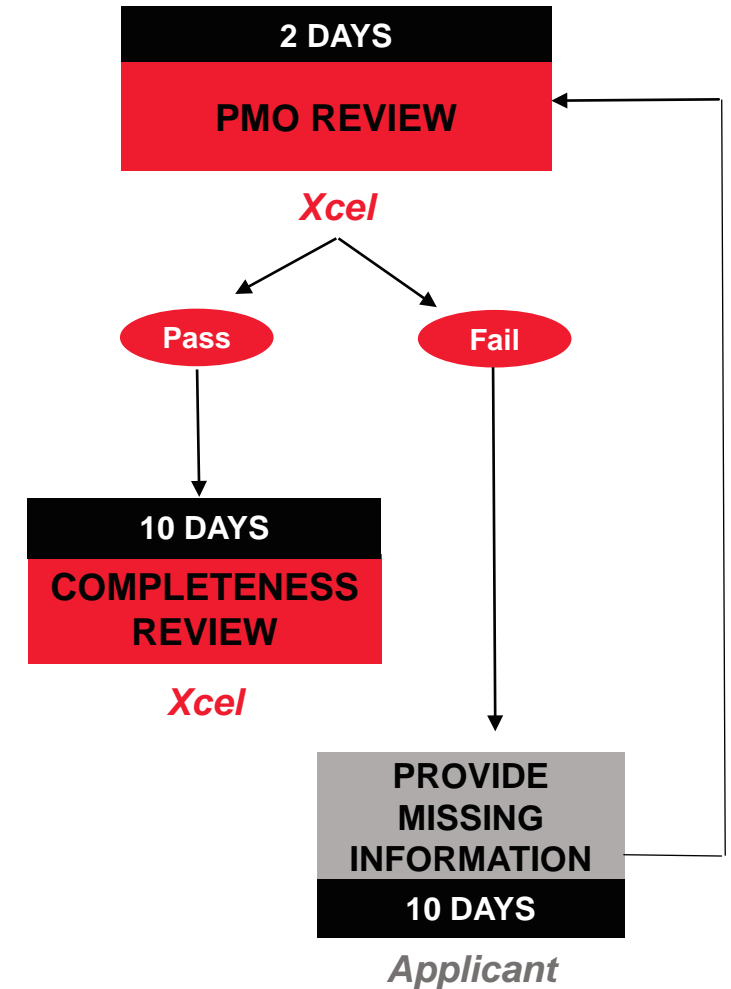 2 DAYS
PMO REVIEW
Xcel
Pass
Fail
10 DAYS
COMPLETENESS
REVIEW
Xcel
PROVIDE
MISSING
INFORMATION
10 DAYS
Applicant